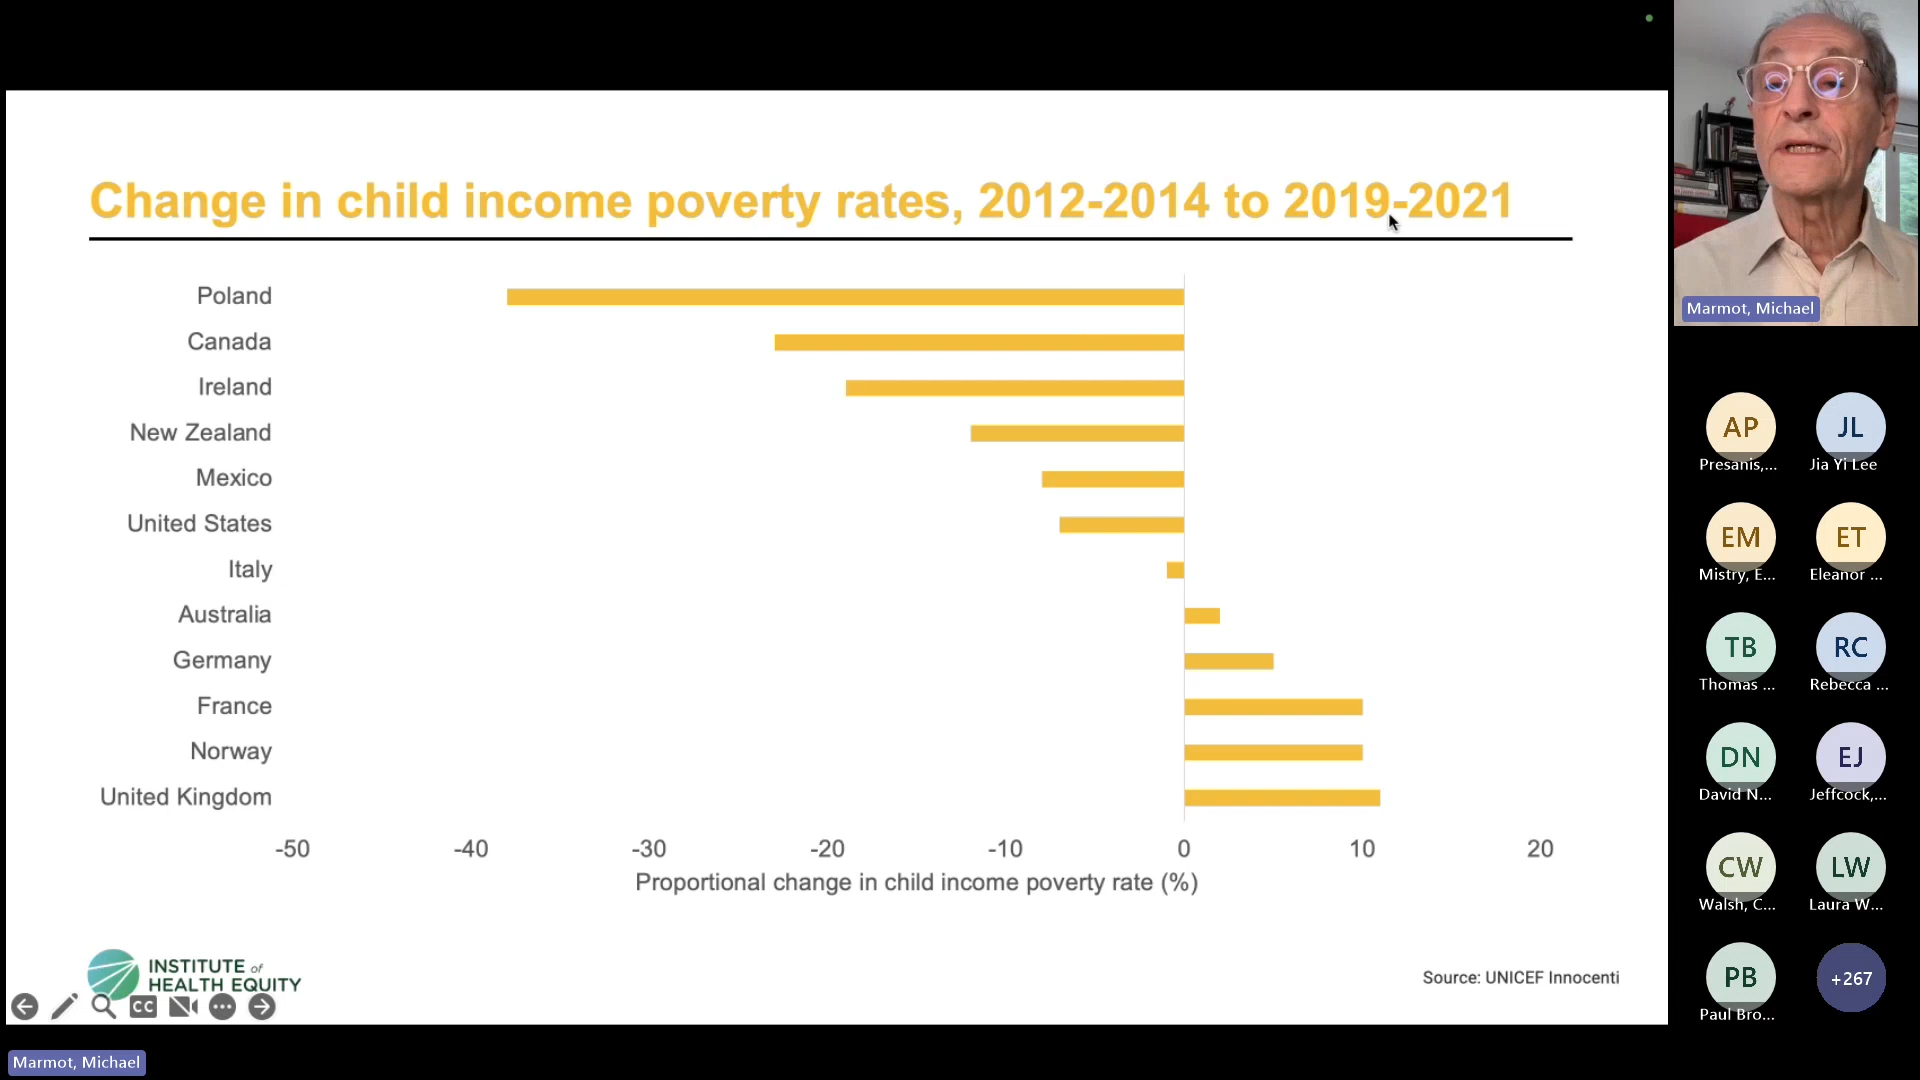 Change in child income poverty rates, 2012-2014 to 2019-2021
Poland
Canada
Ireland
New Zealand
Mexico
United States
Italy
Australia
Germany
France
Norway
United Kingdom
-50 -40 -30 -20 -10 0 10 20
Proportional change in child income poverty rate (%)
INSTITUTE of
HEALTH EQUITY
Source: UNICEF Innocenti
CC
Marmot, Michael
Marmot, Michael
AP JL
Presanis,... Jia Yi Lee
EM ET
Mistry, E... Eleanor ...
TB RC
Thomas ... Rebecca ...
DN EJ
David N... Jeffcock,...
CW LW
Walsh, C... Laura W...
PB +267
Paul Bro...